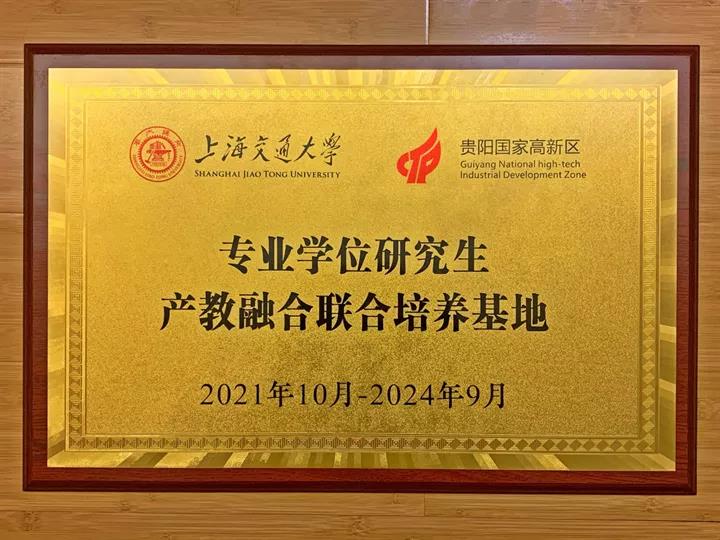 上海交通大學
SHANGHAI JIAO TONG UNIVERSITY
贵阳国家高新区
Guiyang National high-tech
Industrial Development Zone
专业学位研究生
产教融合联合培养基地
2021年10月-2024年9月